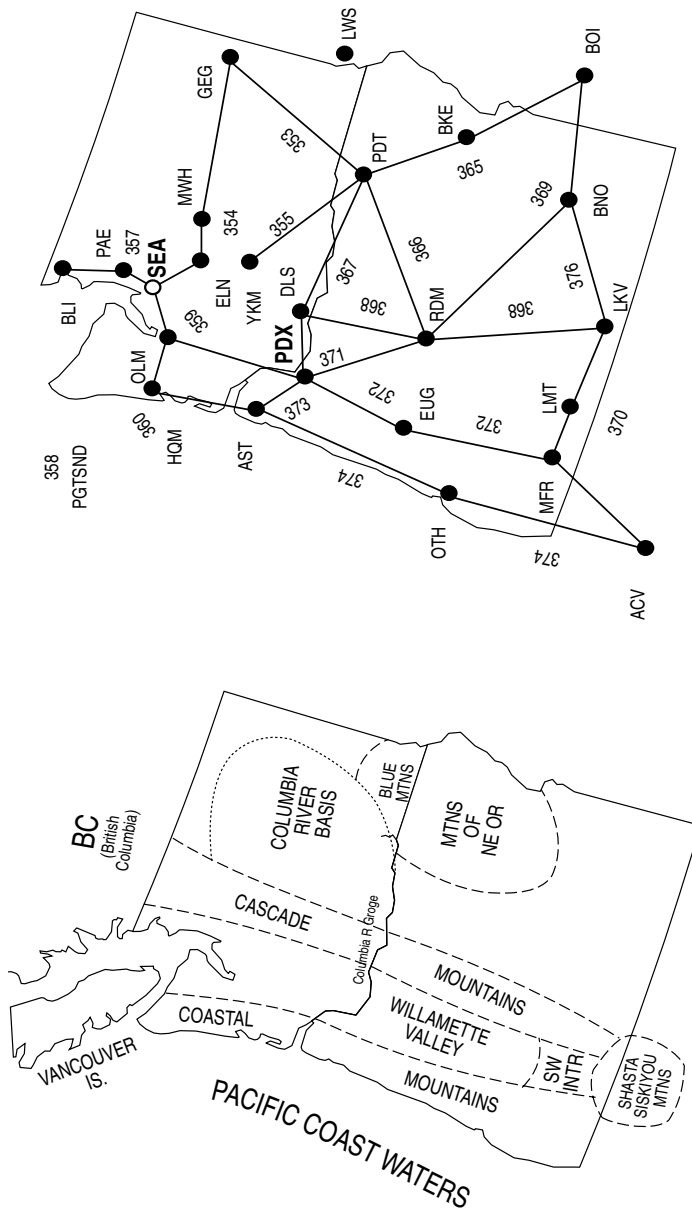 BLI
PAE
357
SEA
MWH
GEG
354
ELN
YKM
355
353
LWS
OLM
359
358
PGTSND
360
HQM
AST
PDX
DLS
373
371
367
368
PDT
366
BKE
365
BOI
RDM
372
EUG
372
368
369
BNO
376
LKV
LMT
370
MFR
374
OTH
374
ACV
BC
(British
Columbia)
VANCOUVER
IS.
COLUMBIA
RIVER
BASIS
BLUE
MTNS
MTNS
OF
NE OR
CASCADE
Columbia R Groge
MOUNTAINS
COASTAL
WILLAMETTE
VALLEY
MOUNTAINS
SW
INTR
SHASTA
SISKIYOU
MTNS
PACIFIC COAST WATERS